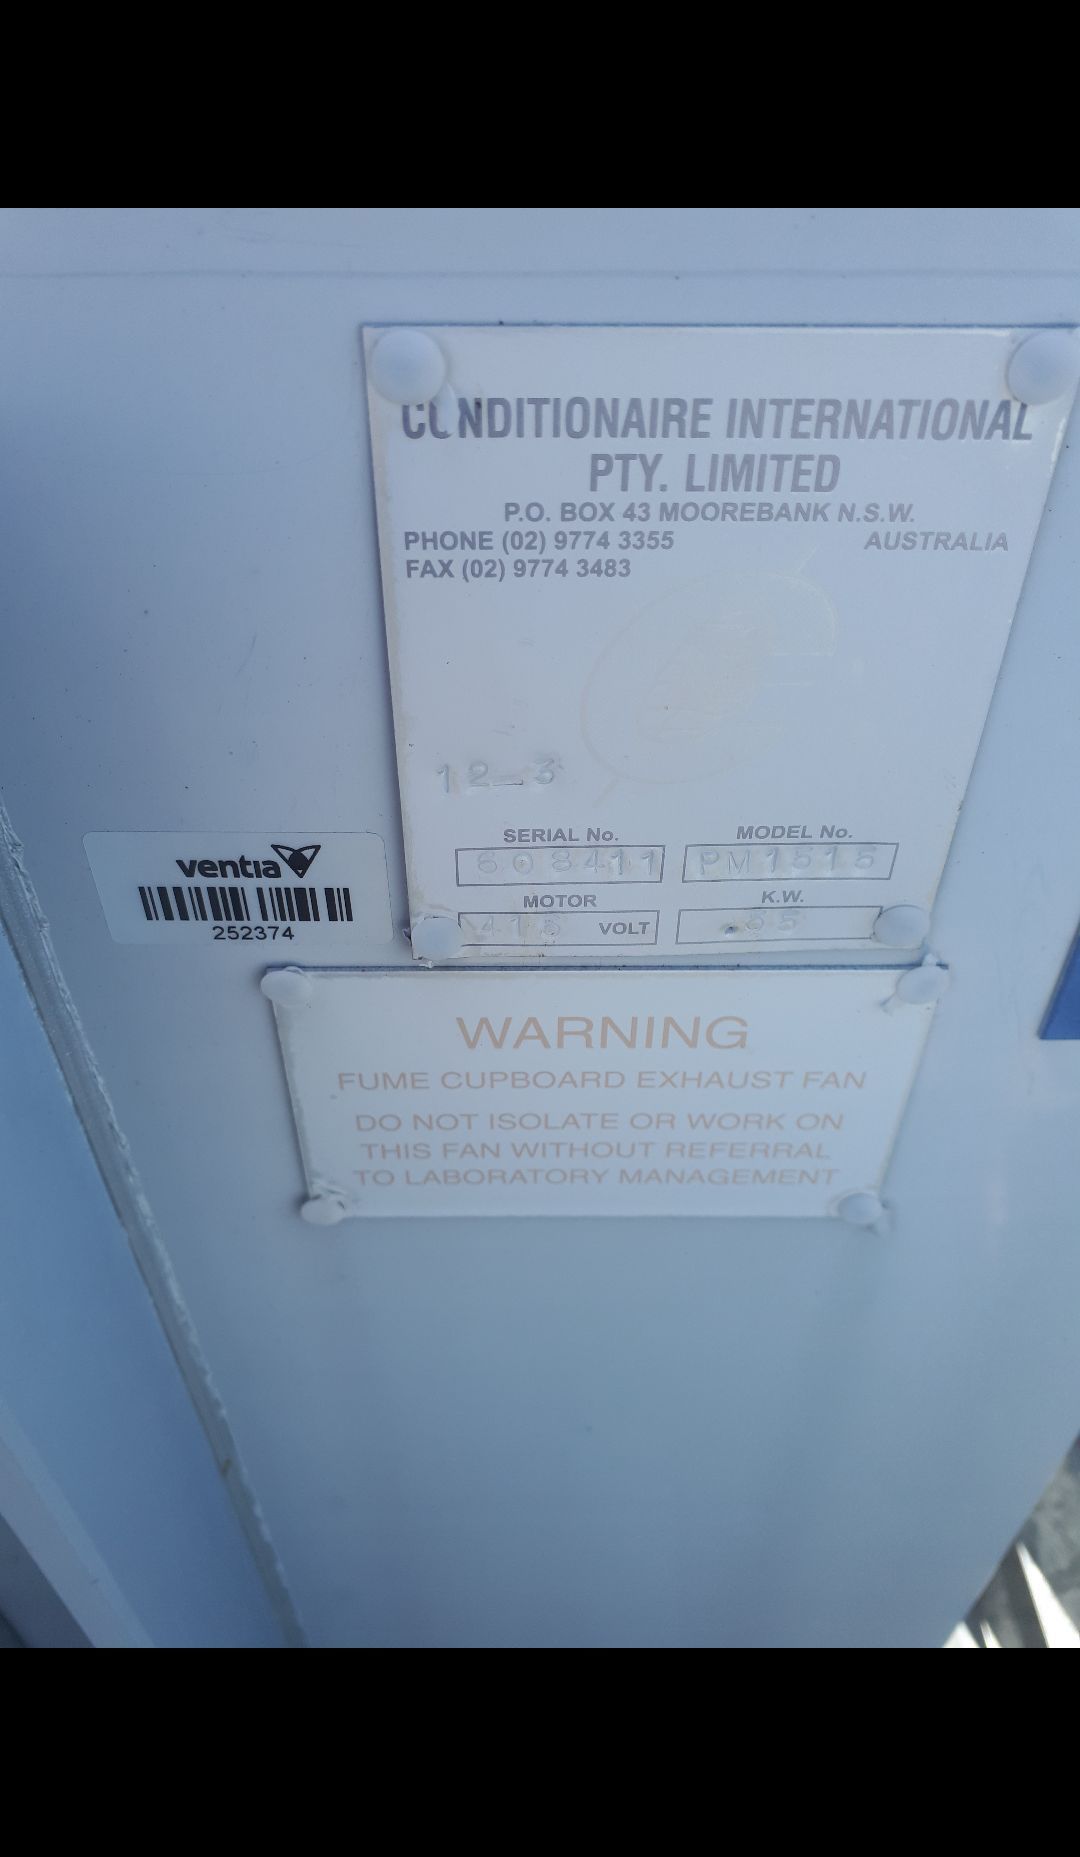 CONDITIONAIRE INTERNATIONAL
PTY. LIMITED
P.O. BOX 43 MOOREBANK N.S.W.
PHONE (02) 9774 3355 AUSTRALIA
FAX (02) 9774 3483
12_3
SERIAL No. MODEL No.
608411 PM1515
MOTOR K.W.
415 VOLT .55
ventia
252374
WARNING
FUME CUPBOARD EXHAUST FAN
DO NOT ISOLATE OR WORK ON
THIS FAN WITHOUT REFERRAL
TO LABORATORY MANAGEMENT